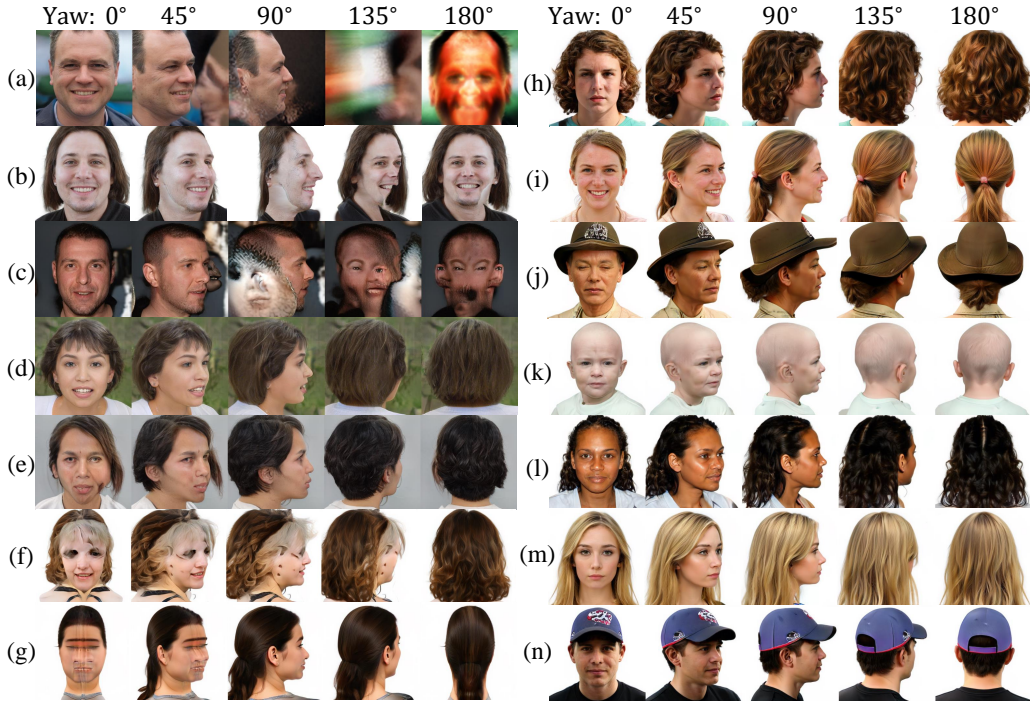 Yaw: 0° 45° 90° 135° 180°
(a)
(b)
(c)
(d)
(e)
(f)
(g)
Yaw: 0° 45° 90° 135° 180°
(h)
(i)
(j)
(k)
(l)
(m)
(n)